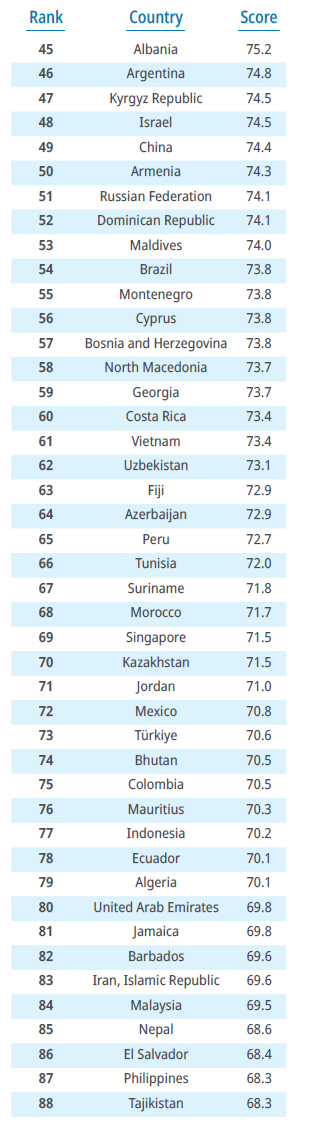 Rank Country Score
45 Albania 75.2
46 Argentina 74.8
47 Kyrgyz Republic 74.5
48 Israel 74.5
49 China 74.4
50 Armenia 74.3
51 Russian Federation 74.1
52 Dominican Republic 74.1
53 Maldives 74.0
54 Brazil 73.8
55 Montenegro 73.8
56 Cyprus 73.8
57 Bosnia and Herzegovina 73.8
58 North Macedonia 73.7
59 Georgia 73.7
60 Costa Rica 73.4
61 Vietnam 73.4
62 Uzbekistan 73.1
63 Fiji 72.9
64 Azerbaijan 72.9
65 Peru 72.7
66 Tunisia 72.0
67 Suriname 71.8
68 Morocco 71.7
69 Singapore 71.5
70 Kazakhstan 71.5
71 Jordan 71.0
72 Mexico 70.8
73 Türkiye 70.6
74 Bhutan 70.5
75 Colombia 70.5
76 Mauritius 70.3
77 Indonesia 70.2
78 Ecuador 70.1
79 Algeria 70.1
80 United Arab Emirates 69.8
81 Jamaica 69.8
82 Barbados 69.6
83 Iran, Islamic Republic 69.6
84 Malaysia 69.5
85 Nepal 68.6
86 El Salvador 68.4
87 Philippines 68.3
88 Tajikistan 68.3